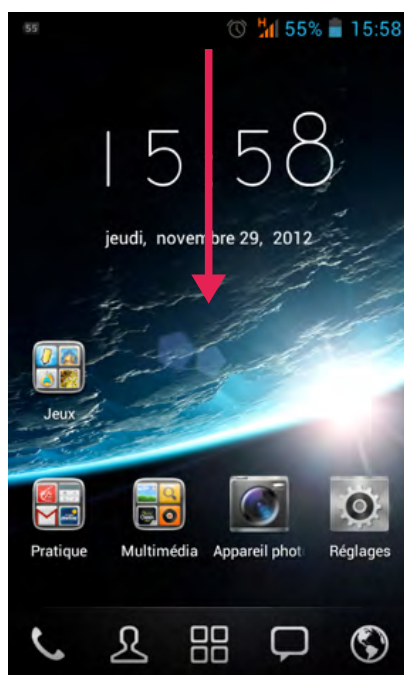 55 H 55% 15:58
15 58
jeudi, novembre 29, 2012
Jeux
Pratique Multimédia Appareil phot Réglages